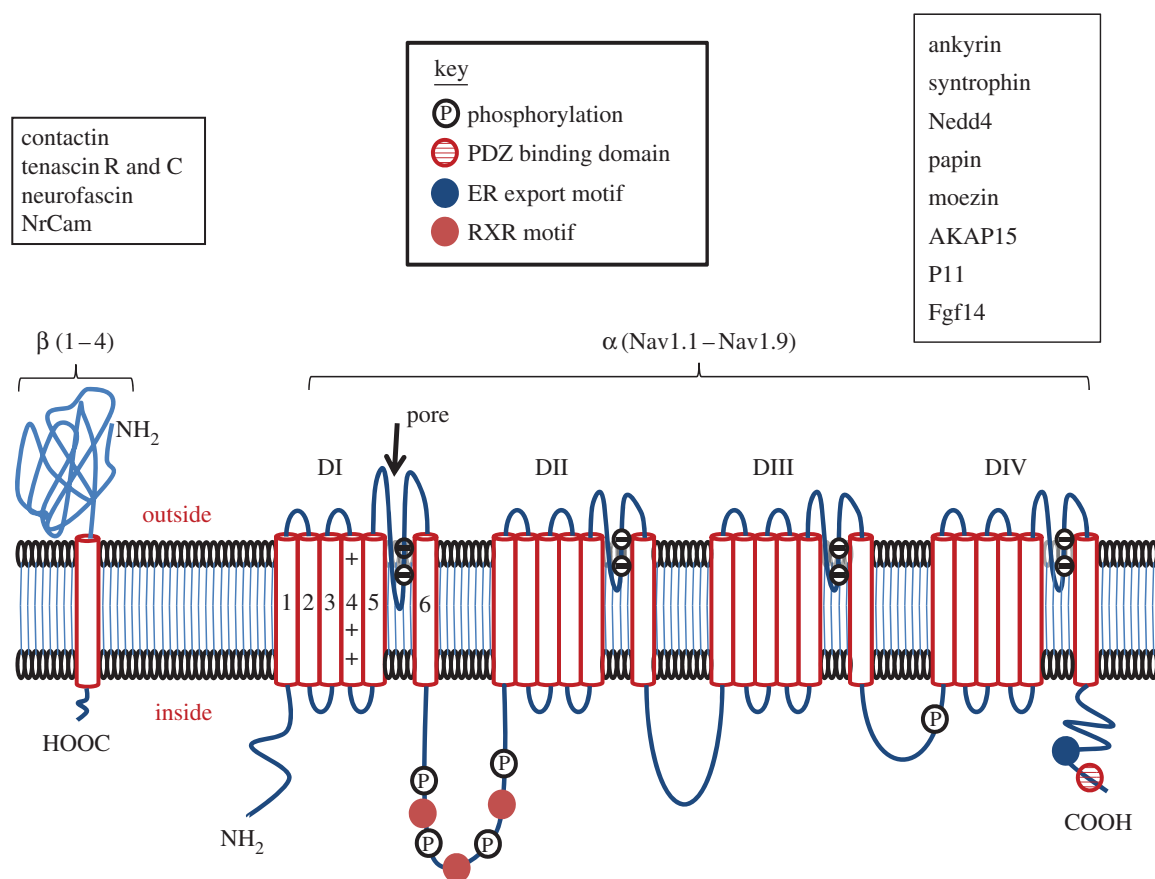 key
P phosphorylation
PDZ binding domain
ER export motif
RXR motif
contactin
tenascin R and C
neurofascin
NrCam
ankyrin
syntrophin
Nedd4
papin
moezin
AKAP15
P11
Fgf14
β (1–4)
α (Nav1.1–Nav1.9)
NH2
pore
DI
DII
DIII
DIV
outside
+
1 2 3 4 5 6
+
+
inside
HOOC
NH2
P
P
P
P
P
COOH